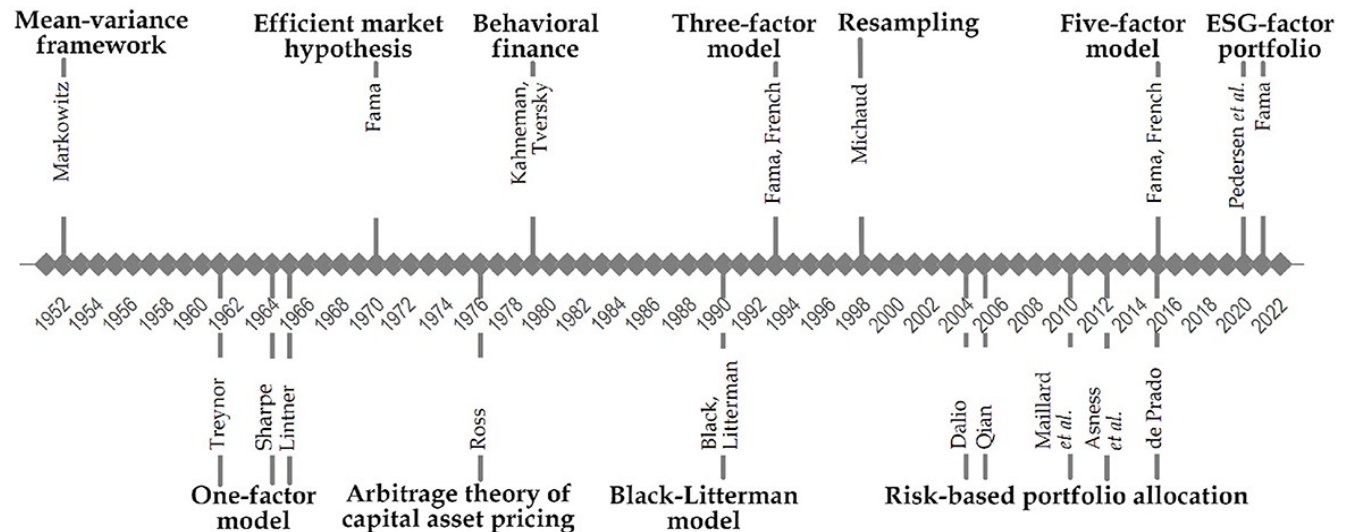 Mean-variance
framework
Efficient market
hypothesis
Behavioral
finance
Three-factor
model
Resampling
Five-factor
model
ESG-factor
portfolio
Markowitz
Fama
Kahneman,
Tversky
Fama, French
Michaud
Fama, French
Pedersen et al.
Fama
1952
1954
1956
1958
1960
1962
1964
1966
1968
1970
1972
1974
1976
1978
1980
1982
1984
1986
1988
1990
1992
1994
1996
1998
2000
2002
2004
2006
2008
2010
2012
2014
2016
2018
2020
2022
Treynor
Sharpe
Lintner
Ross
Black,
Litterman
Dalio
Qian
Maillard
et al.
Asness
et al.
de Prado
One-factor
model
Arbitrage theory of
capital asset pricing
Black-Litterman
model
Risk-based portfolio allocation